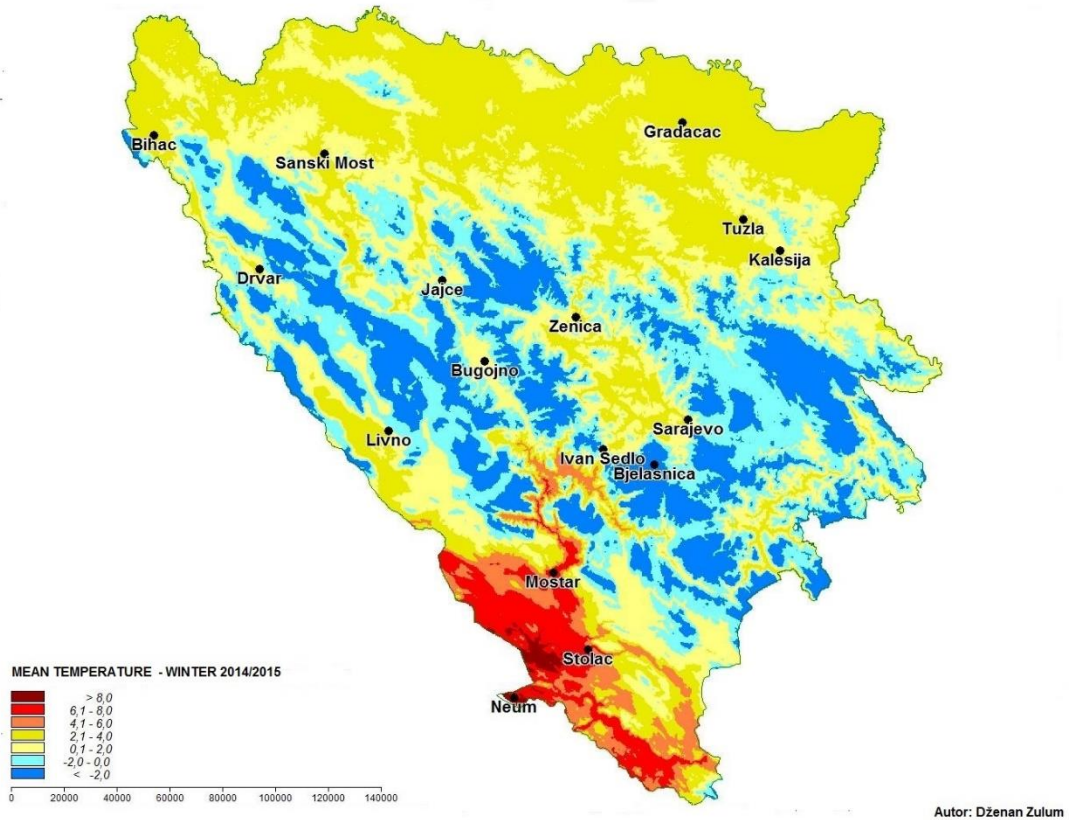 Gradacac
Bihac
Sanski Most
Tuzla
Kalesija
Drvar
Jajce
Zenica
Bugojno
Livno
Sarajevo
Ivan Sedlo
Bjelasnica
Mostar
Stolac
Neum
MEAN TEMPERATURE - WINTER 2014/2015
> 8,0
6,1 - 8,0
4,1 - 6,0
2,1 - 4,0
0,1 - 2,0
-2,0 - 0,0
< -2,0
0 20000 40000 60000 80000 100000 120000 140000
Autor: Dženan Zulum